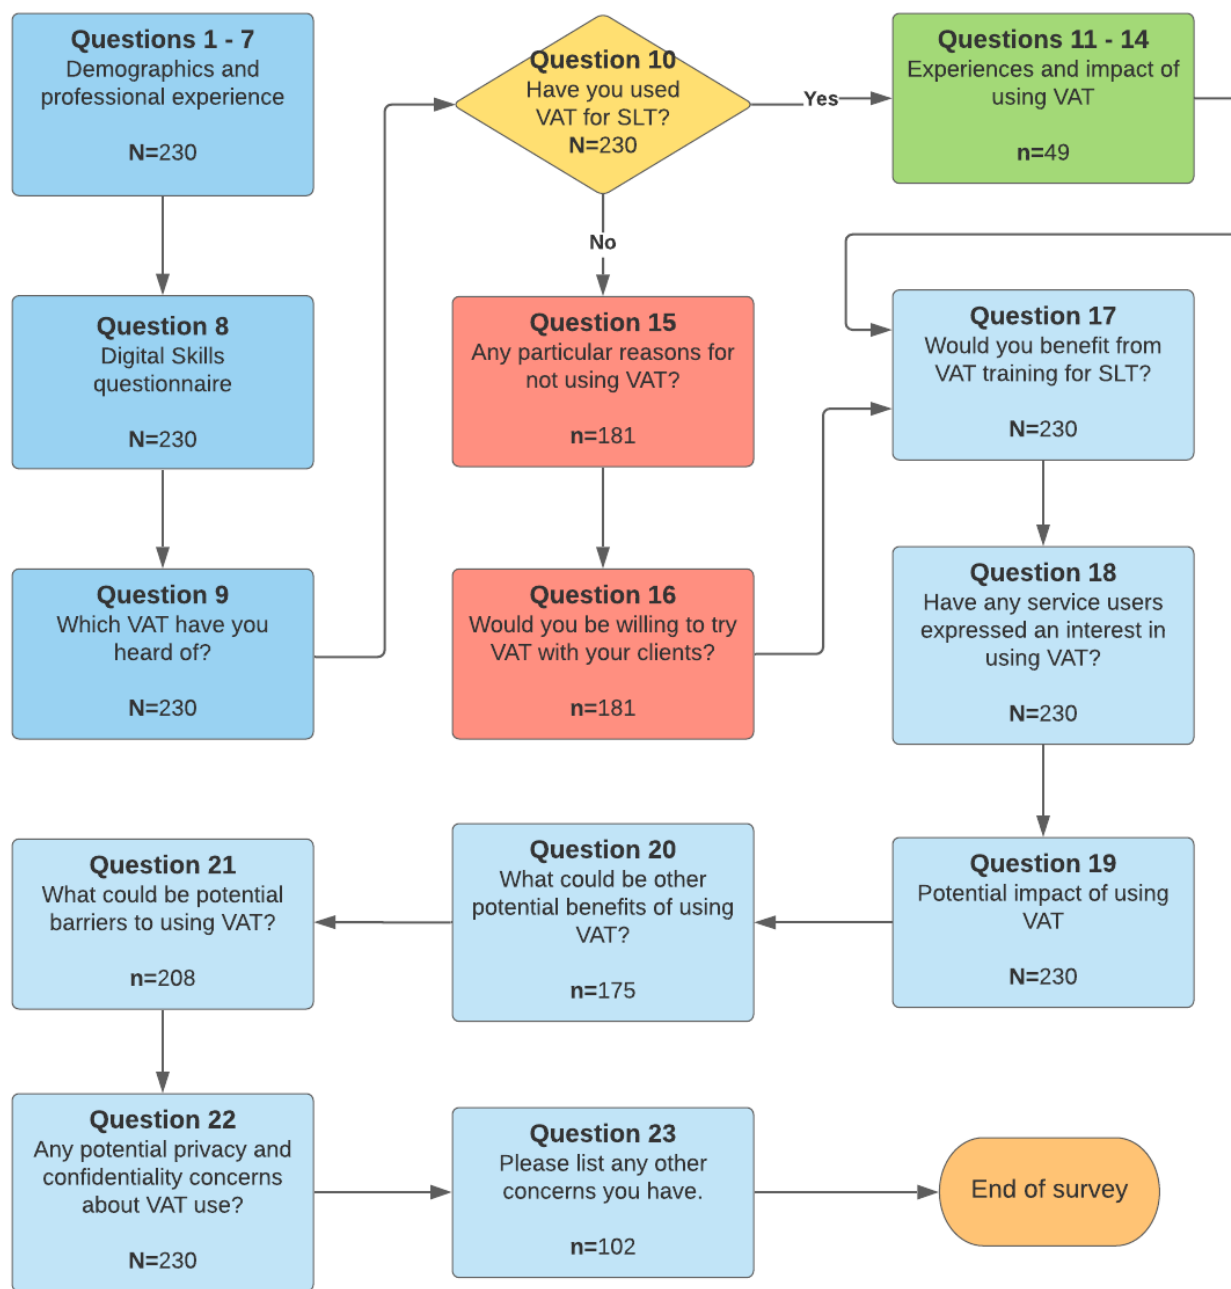 Questions 1 - 7
Demographics and
professional experience
N=230
Question 8
Digital Skills
questionnaire
N=230
Question 9
Which VAT have you
heard of?
N=230
Question 10
Have you used
VAT for SLT?
N=230
Yes
No
Questions 11 - 14
Experiences and impact of
using VAT
n=49
Question 15
Any particular reasons for
not using VAT?
n=181
Question 16
Would you be willing to try
VAT with your clients?
n=181
Question 17
Would you benefit from
VAT training for SLT?
N=230
Question 18
Have any service users
expressed an interest in
using VAT?
N=230
Question 19
Potential impact of using
VAT
N=230
Question 20
What could be other
potential benefits of using
VAT?
n=175
Question 21
What could be potential
barriers to using VAT?
n=208
Question 22
Any potential privacy and
confidentiality concerns
about VAT use?
N=230
Question 23
Please list any other
concerns you have.
n=102
End of survey